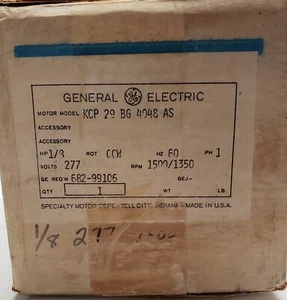 GENERAL GE ELECTRIC
MOTOR MODEL KCP 29 BG 4048 AS
ACCESSORY
ACCESSORY
HP 1/8 ROT CCW HZ 60 PH 1
VOLTS 277 RPM 1500/1350
GE REQ'N 682-99106 GEJ-
QTY 1 WT LB
SPECIALTY MOTOR DEPT. - TELL CITY, INDIANA - MADE IN U.S.A.
1/8 277